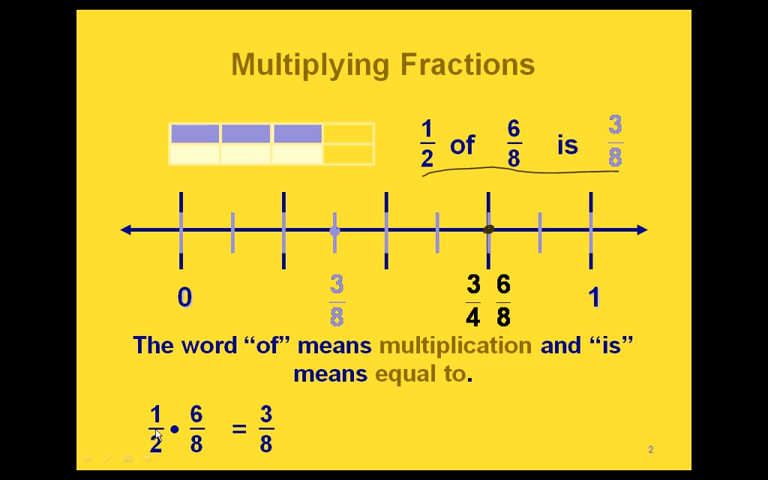 Multiplying Fractions
1/2 of 6/8 is 3/8
0 3/8 3/4 6/8 1
The word “of” means multiplication and “is”
means equal to.
1/2 • 6/8 = 3/8
2